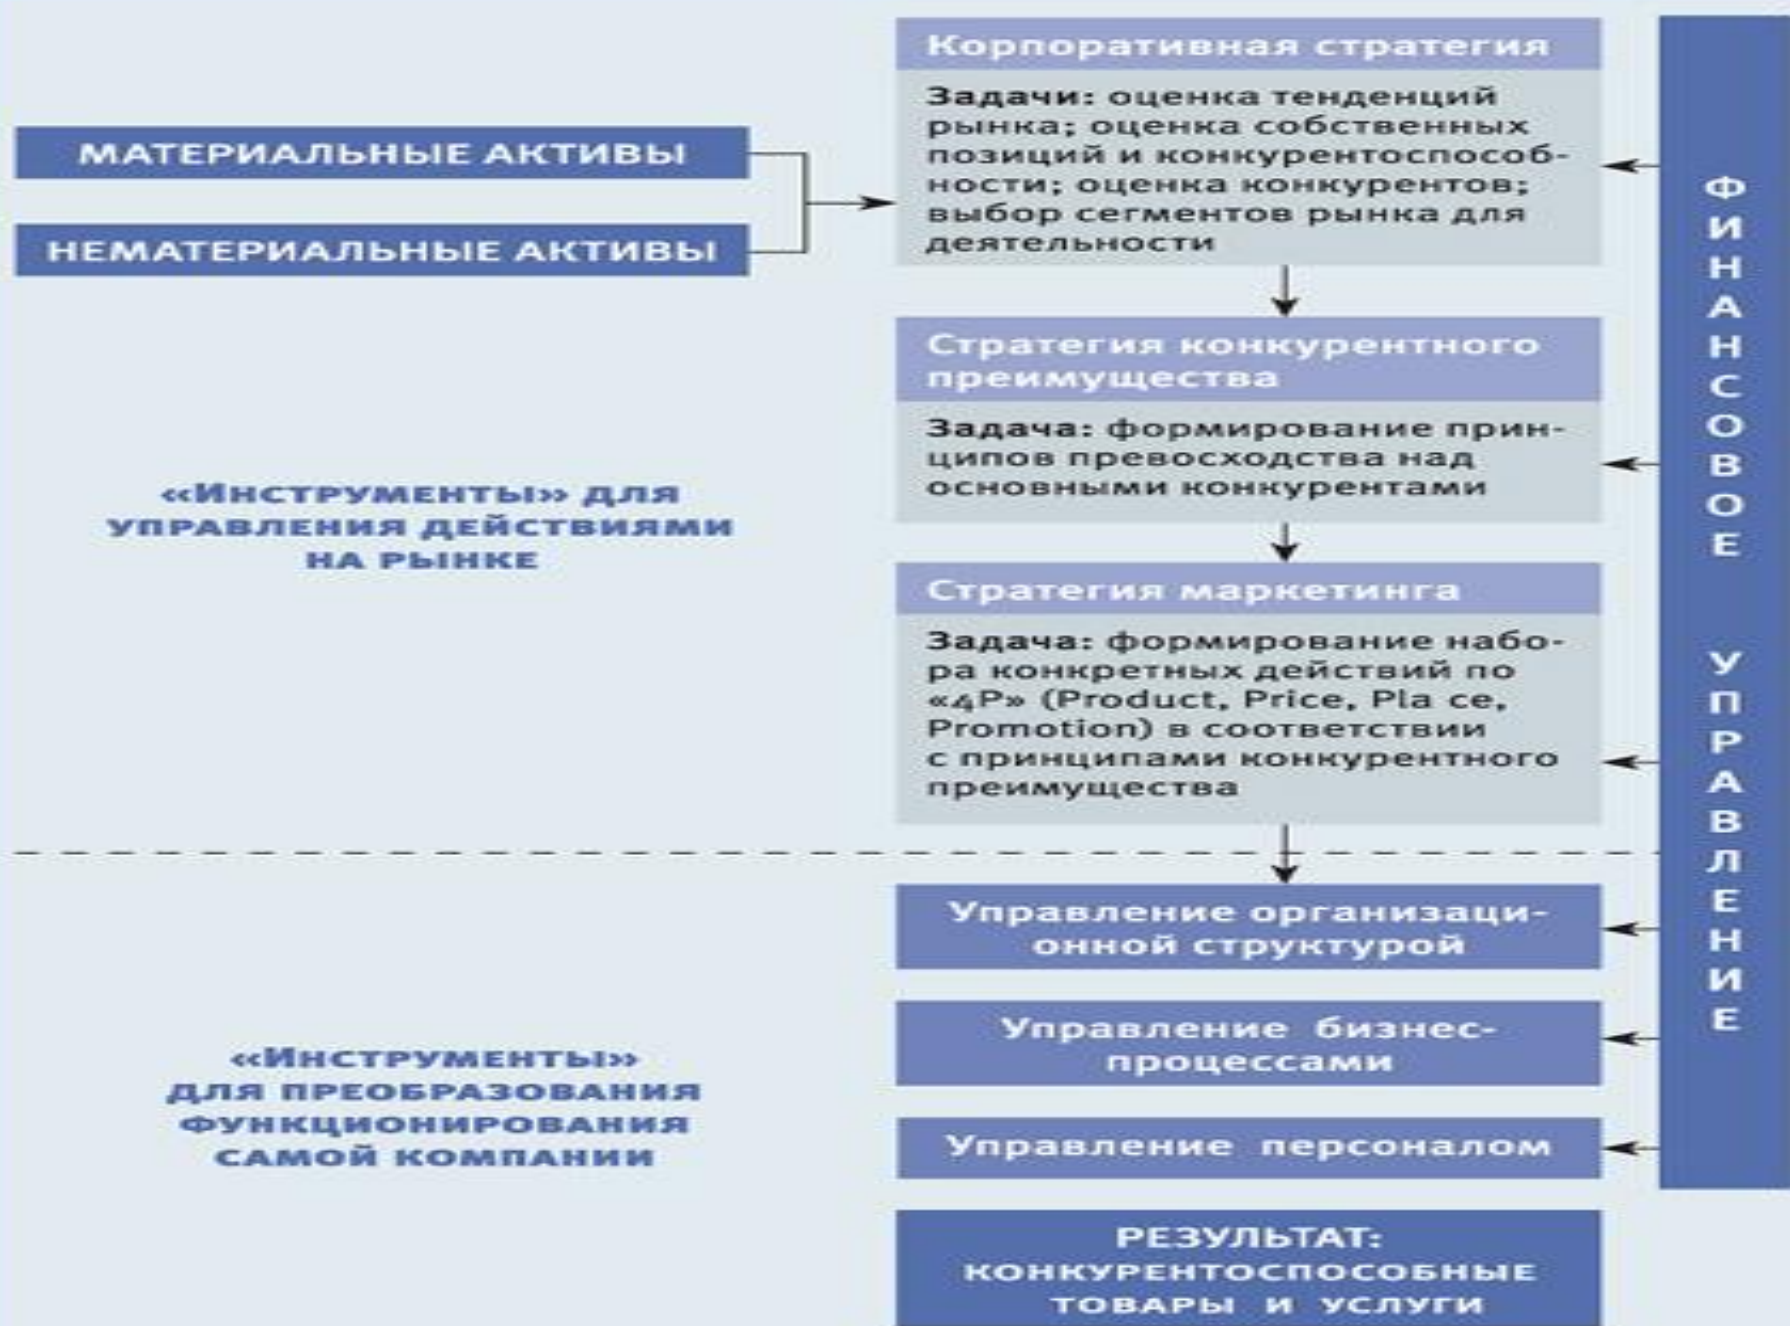 МАТЕРИАЛЬНЫЕ АКТИВЫ
НЕМАТЕРИАЛЬНЫЕ АКТИВЫ
Корпоративная стратегия
Задачи: оценка тенденций
рынка; оценка собственных
позиций и конкурентоспособ-
ности; оценка конкурентов;
выбор сегментов рынка для
деятельности
«Инструменты» для
управления действиями
на рынке
Стратегия конкурентного
преимущества
Задача: формирование прин-
ципов превосходства над
основными конкурентами
Стратегия маркетинга
Задача: формирование набо-
ра конкретных действий по
«4P» (Product, Price, Pla ce,
Promotion) в соответствии
с принципами конкурентного
преимущества
«Инструменты»
для преобразования
функционирования
самой компании
Управление организаци-
онной структурой
Управление бизнес-
процессами
Управление персоналом
РЕЗУЛЬТАТ:
КОНКУРЕНТОСПОСОБНЫЕ
ТОВАРЫ И УСЛУГИ
ФИНАНСОВОЕ УПРАВЛЕНИЕ